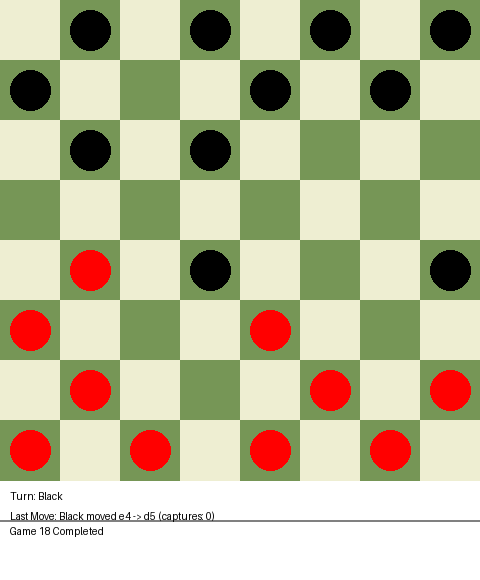 Turn: Black
Last Move: Black moved e4 -> d5 (captures: 0)
Game 18 Completed